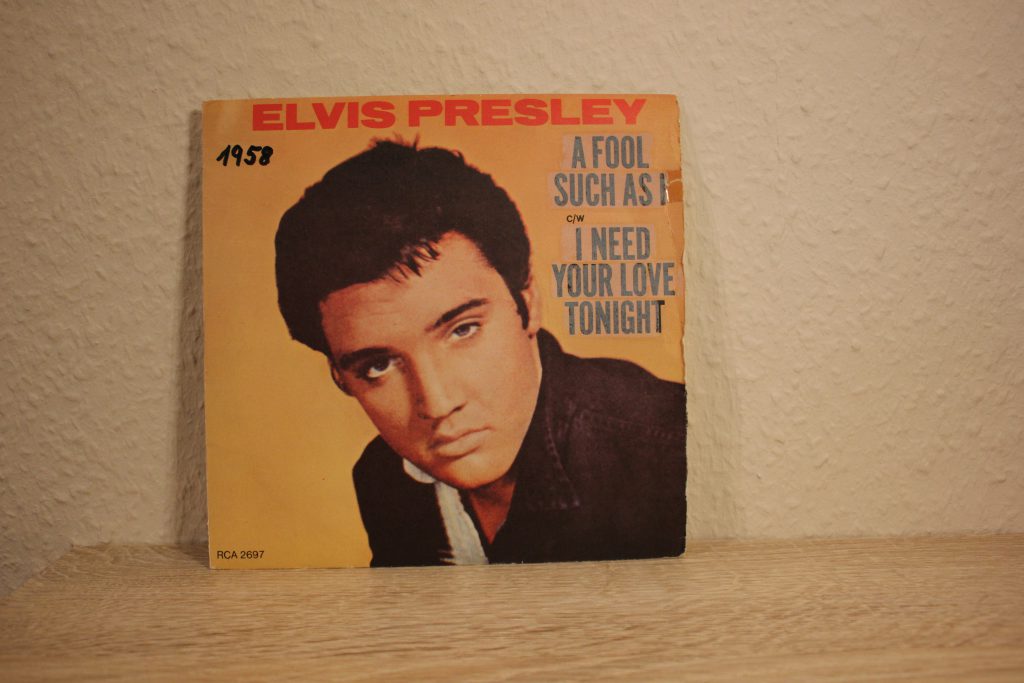 ELVIS PRESLEY
1958
A FOOL
SUCH AS I
C/W
I NEED
YOUR LOVE
TONIGHT
RCA 2697